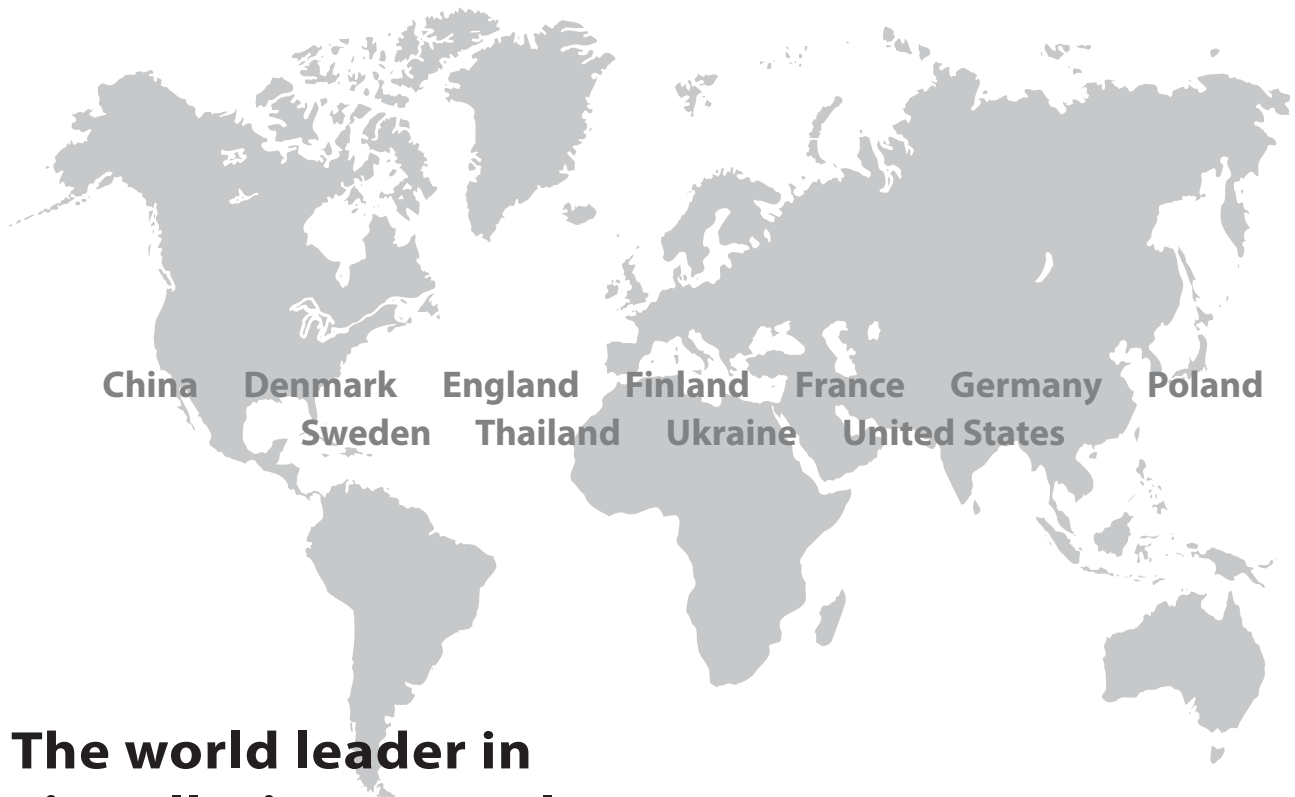 China Denmark England Finland France Germany Poland
Sweden Thailand Ukraine United States
The world leader in